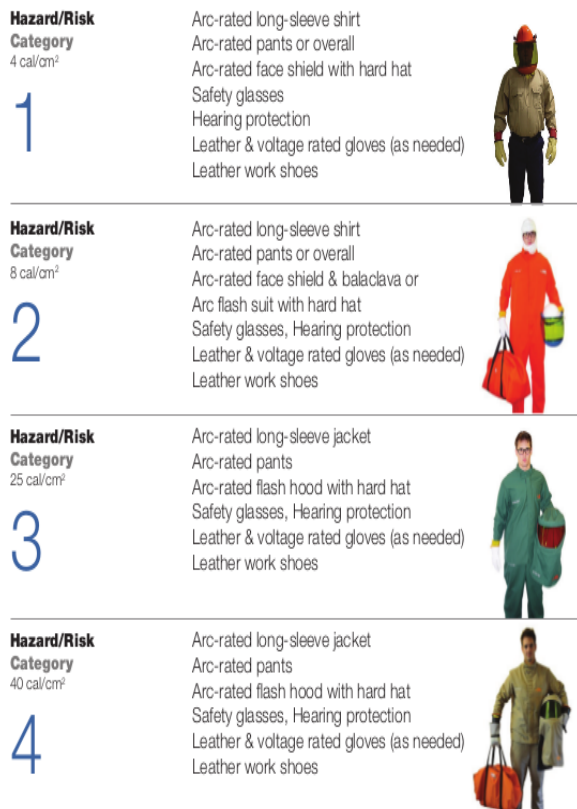 Hazard/Risk
Category
4 cal/cm²
1
Arc-rated long-sleeve shirt
Arc-rated pants or overall
Arc-rated face shield with hard hat
Safety glasses
Hearing protection
Leather & voltage rated gloves (as needed)
Leather work shoes
Hazard/Risk
Category
8 cal/cm²
2
Arc-rated long-sleeve shirt
Arc-rated pants or overall
Arc-rated face shield & balaclava or
Arc flash suit with hard hat
Safety glasses, Hearing protection
Leather & voltage rated gloves (as needed)
Leather work shoes
Hazard/Risk
Category
25 cal/cm²
3
Arc-rated long-sleeve jacket
Arc-rated pants
Arc-rated flash hood with hard hat
Safety glasses, Hearing protection
Leather & voltage rated gloves (as needed)
Leather work shoes
Hazard/Risk
Category
40 cal/cm²
4
Arc-rated long-sleeve jacket
Arc-rated pants
Arc-rated flash hood with hard hat
Safety glasses, Hearing protection
Leather & voltage rated gloves (as needed)
Leather work shoes